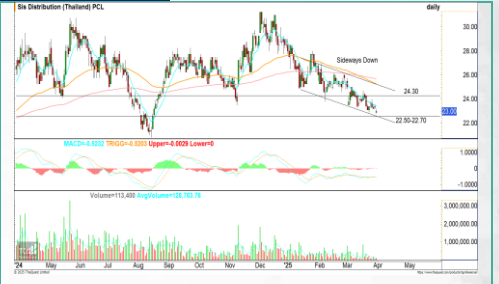 Sis Distribution (Thailand) PCL daily
30.00
28.00
Sideways Down
26.00
24.30
24.00
23.00
22.50-22.70
22.00
MACD=-0.5232 TRIGG=-0.5203 Upper=-0.0029 Lower=0
1.0000
0
-1.0000
Volume=113,400 AvgVolume=128,763.76
3,000,000.00
2,000,000.00
1,000,000.00
'24 May Jun Jul Aug Sep Oct Nov Dec '25 Feb Mar Apr May